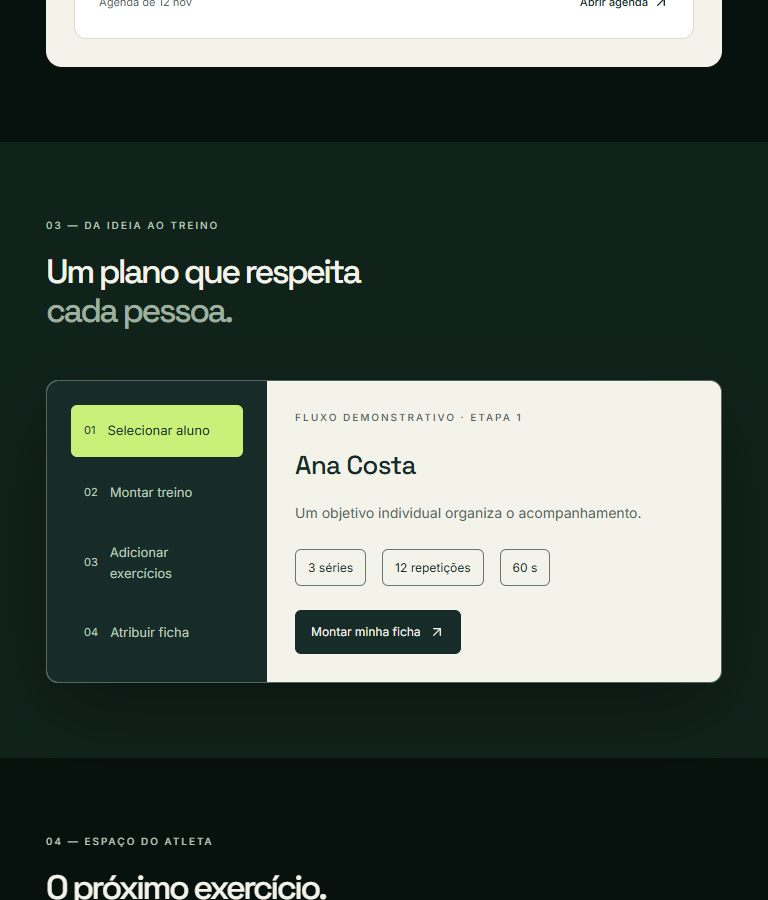 Agenda de 12 nov
Abrir agenda
03 — DA IDEIA AO TREINO
Um plano que respeita
cada pessoa.
01 Selecionar aluno
02 Montar treino
03 Adicionar
exercícios
04 Atribuir ficha
FLUXO DEMONSTRATIVO · ETAPA 1
Ana Costa
Um objetivo individual organiza o acompanhamento.
3 séries
12 repetições
60 s
Montar minha ficha
04 — ESPAÇO DO ATLETA
O próximo exercício.